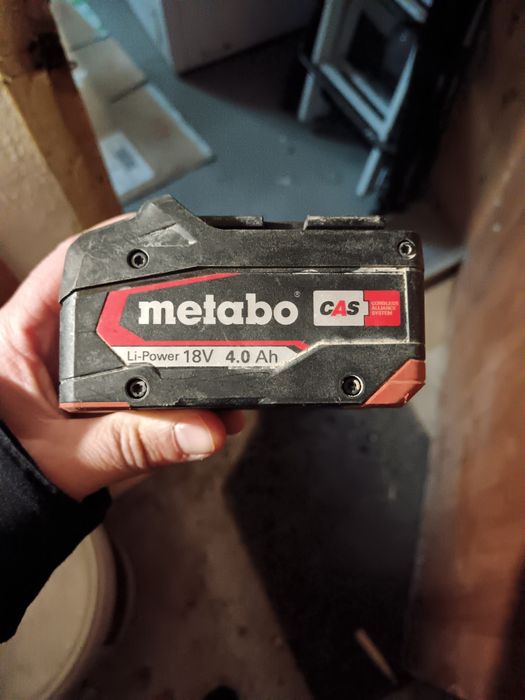 metabo®
CAS
CORDLESS
ALLIANCE
SYSTEM
Li-Power 18V 4.0 Ah